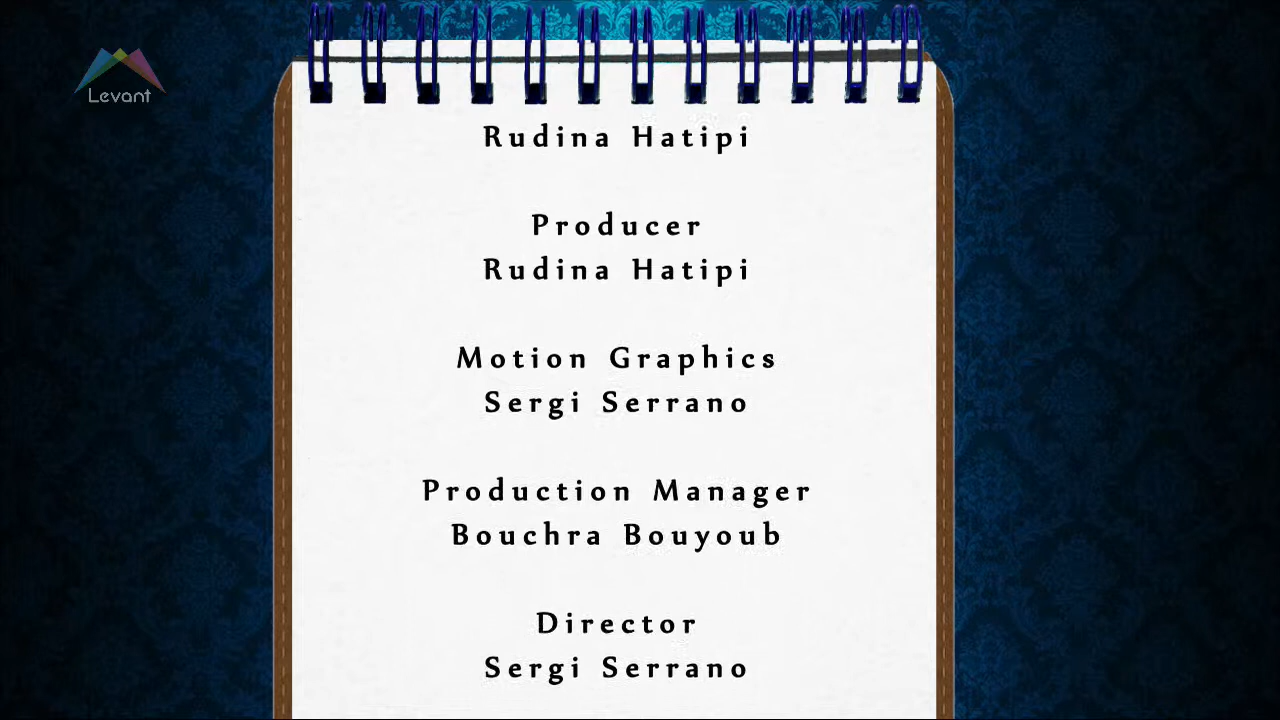 Levant
Rudina Hatipi
Producer
Rudina Hatipi
Motion Graphics
Sergi Serrano
Production Manager
Bouchra Bouyoub
Director
Sergi Serrano